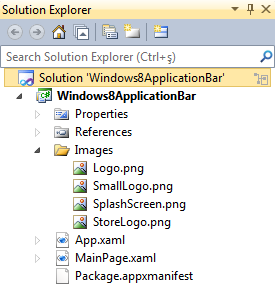 Solution Explorer
Search Solution Explorer (Ctrl+ş)
Solution 'Windows8ApplicationBar'
Windows8ApplicationBar
Properties
References
Images
Logo.png
SmallLogo.png
SplashScreen.png
StoreLogo.png
App.xaml
MainPage.xaml
Package.appxmanifest